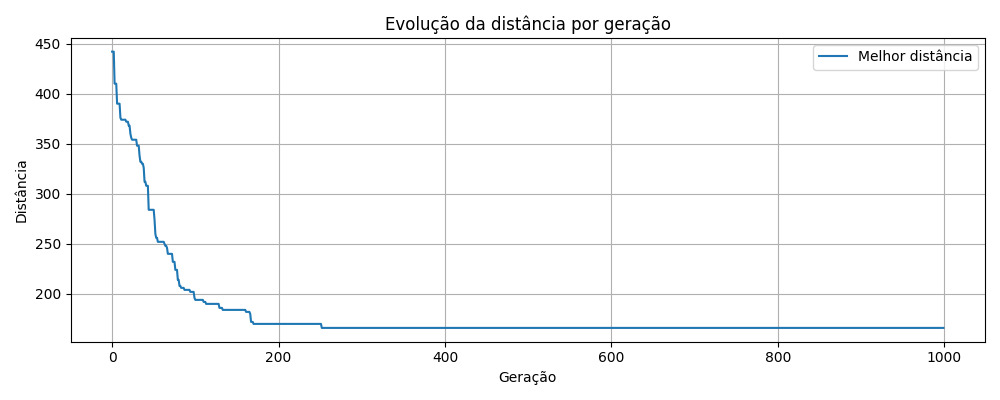 Evolução da distância por geração
Melhor distância
Distância
450
400
350
300
250
200
0 200 400 600 800 1000
Geração